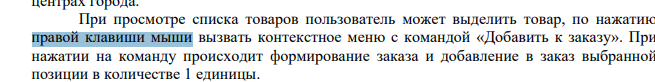 центрах города.
При просмотре списка товаров пользователь может выделить товар, по нажатию
правой клавиши мыши вызвать контекстное меню с командой «Добавить к заказу». При
нажатии на команду происходит формирование заказа и добавление в заказ выбранной
позиции в количестве 1 единицы.